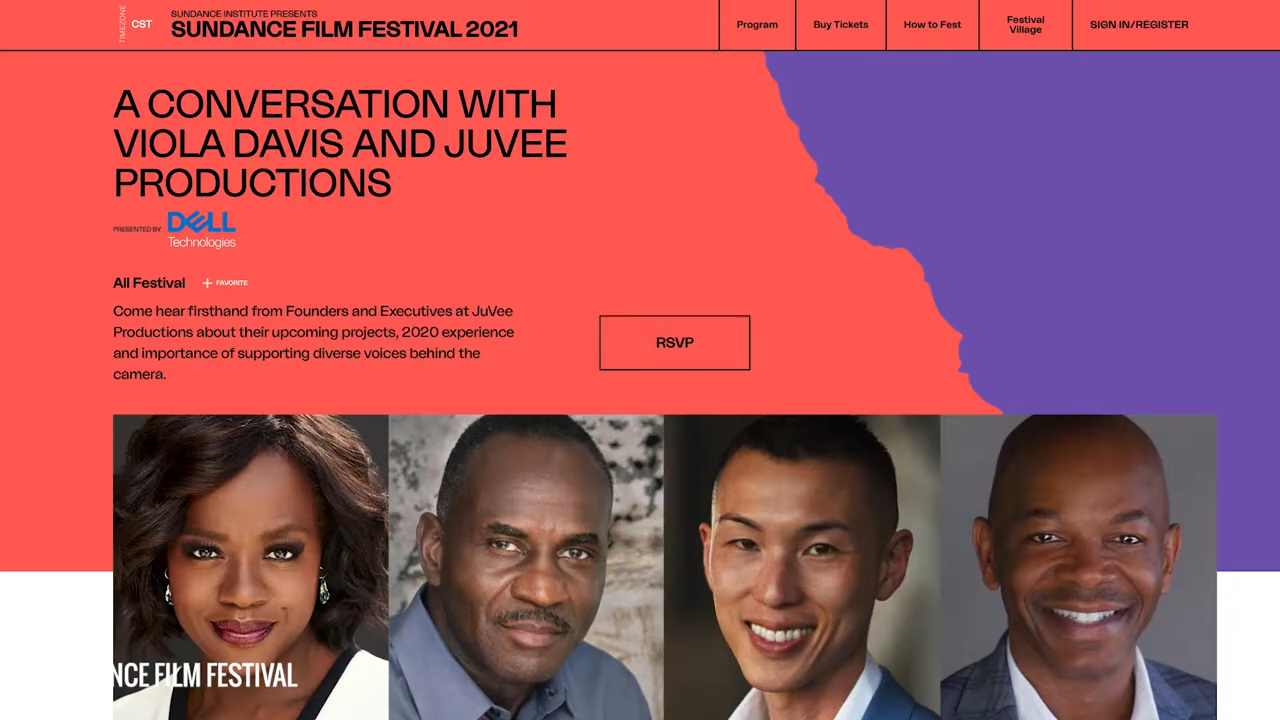 TIMEZONE
CST
SUNDANCE INSTITUTE PRESENTS
SUNDANCE FILM FESTIVAL 2021
Program
Buy Tickets
How to Fest
Festival
Village
SIGN IN/REGISTER
A CONVERSATION WITH
VIOLA DAVIS AND JUVEE
PRODUCTIONS
PRESENTED BY
DELL
Technologies
All Festival
+ FAVORITE
Come hear firsthand from Founders and Executives at JuVee
Productions about their upcoming projects, 2020 experience
and importance of supporting diverse voices behind the
camera.
RSVP
NCE FILM FESTIVAL